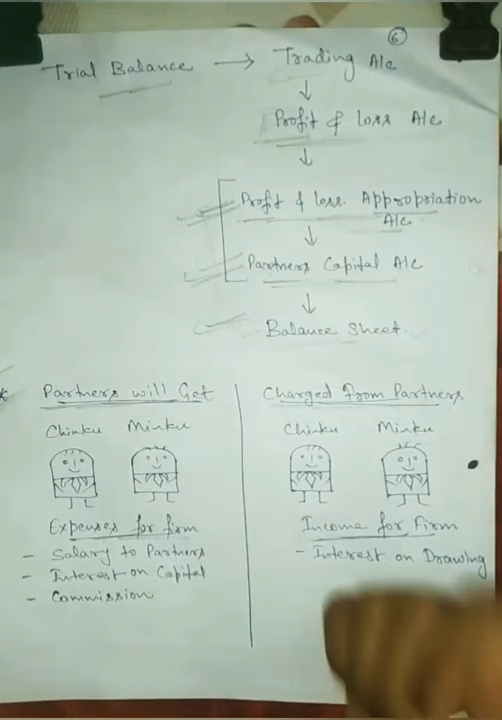 6
Trial Balance → Trading A/c
↓
Profit & loss A/c
↓
Profit & loss. Appropriation
A/c
↓
Partners Capital A/c
↓
Balance Sheet.
* Partners will Get
Chinku Minku
Expenses for firm
- Salary to Partners
- Interest on Capital
- Commission
Charged From Partners
Chinku Minku
Income for Firm
- Interest on Drawing